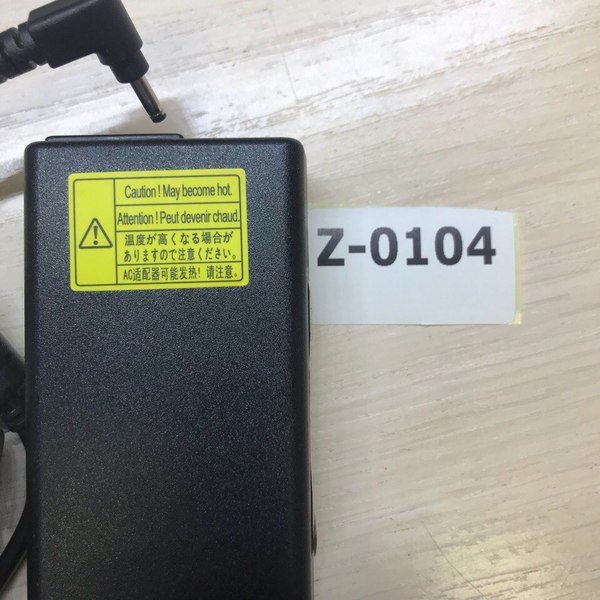 Caution ! May become hot.
Attention ! Peut devenir chaud.
温度が高くなる場合が
ありますので注意ください。
AC适配器可能发热! 请注意。
Z-0104